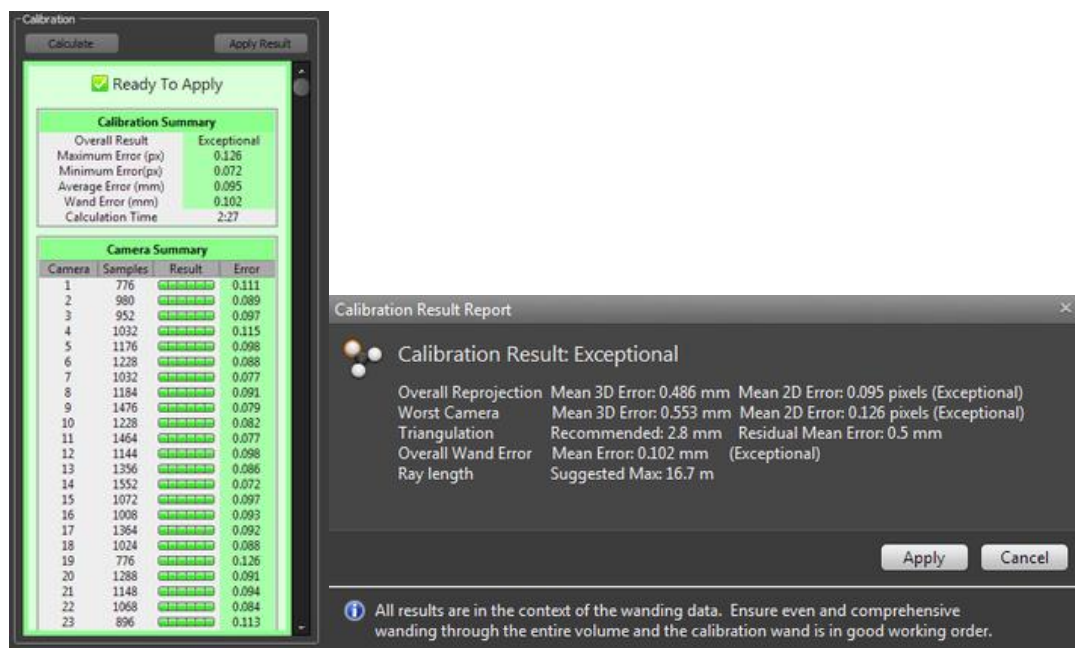 Calibration
Calculate Apply Result
Ready To Apply
Calibration Summary
Overall Result Exceptional
Maximum Error (px) 0.126
Minimum Error(px) 0.072
Average Error (mm) 0.095
Wand Error (mm) 0.102
Calculation Time 2:27
Camera Summary
Camera Samples Result Error
1 776 0.111
2 980 0.089
3 952 0.097
4 1032 0.115
5 1176 0.098
6 1228 0.088
7 1032 0.077
8 1184 0.091
9 1476 0.079
10 1228 0.082
11 1464 0.077
12 1144 0.098
13 1356 0.086
14 1552 0.072
15 1072 0.097
16 1008 0.093
17 1364 0.092
18 1024 0.088
19 776 0.126
20 1288 0.091
21 1148 0.094
22 1068 0.084
23 896 0.113
Calibration Result Report
Calibration Result: Exceptional
Overall Reprojection Mean 3D Error: 0.486 mm Mean 2D Error: 0.095 pixels (Exceptional)
Worst Camera Mean 3D Error: 0.553 mm Mean 2D Error: 0.126 pixels (Exceptional)
Triangulation Recommended: 2.8 mm Residual Mean Error: 0.5 mm
Overall Wand Error Mean Error: 0.102 mm (Exceptional)
Ray length Suggested Max: 16.7 m
Apply Cancel
All results are in the context of the wanding data. Ensure even and comprehensive
wanding through the entire volume and the calibration wand is in good working order.